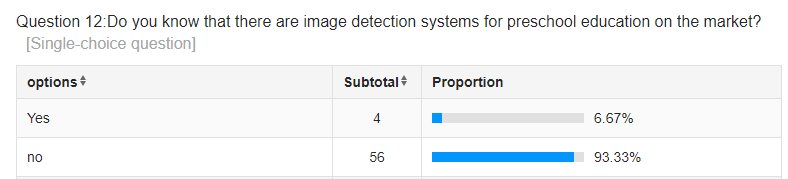 Question 12:Do you know that there are image detection systems for preschool education on the market?
[Single-choice question]
options Subtotal Proportion
Yes 4 6.67%
no 56 93.33%